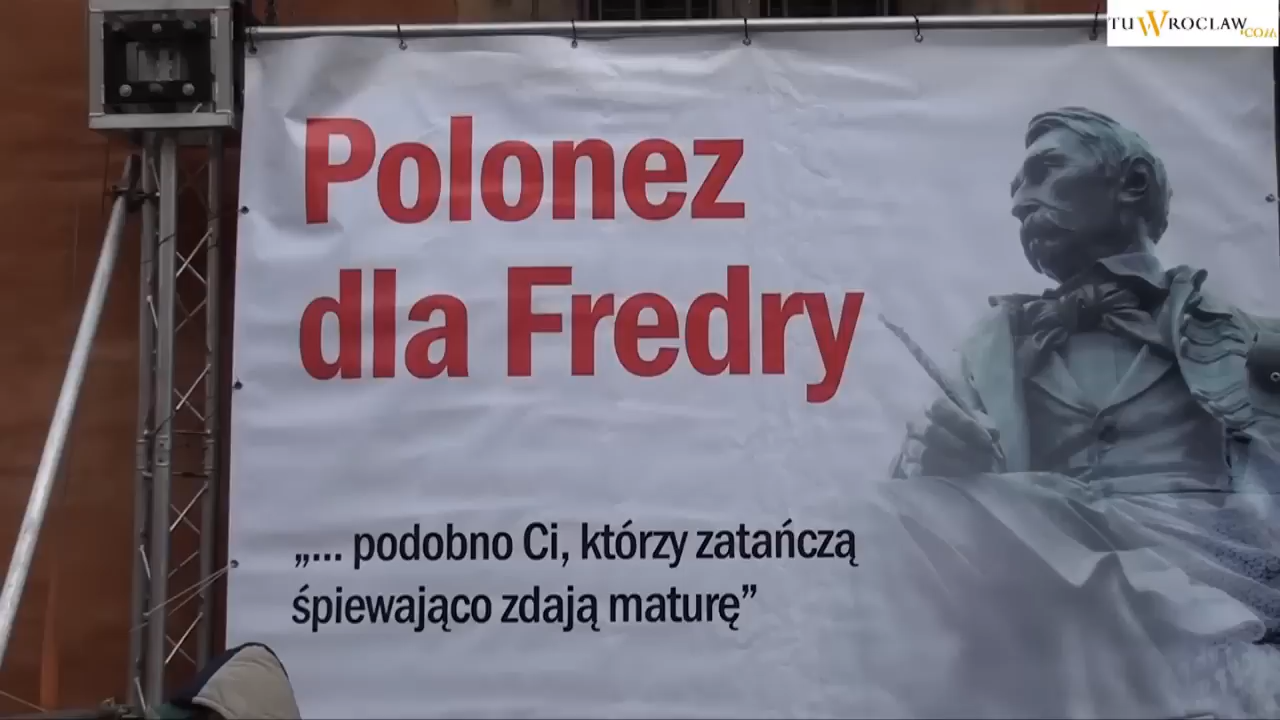 TUWROCLAW
.COM
Polonez
dla Fredry
„... podobno Ci, którzy zatańczą
śpiewająco zdają maturę”